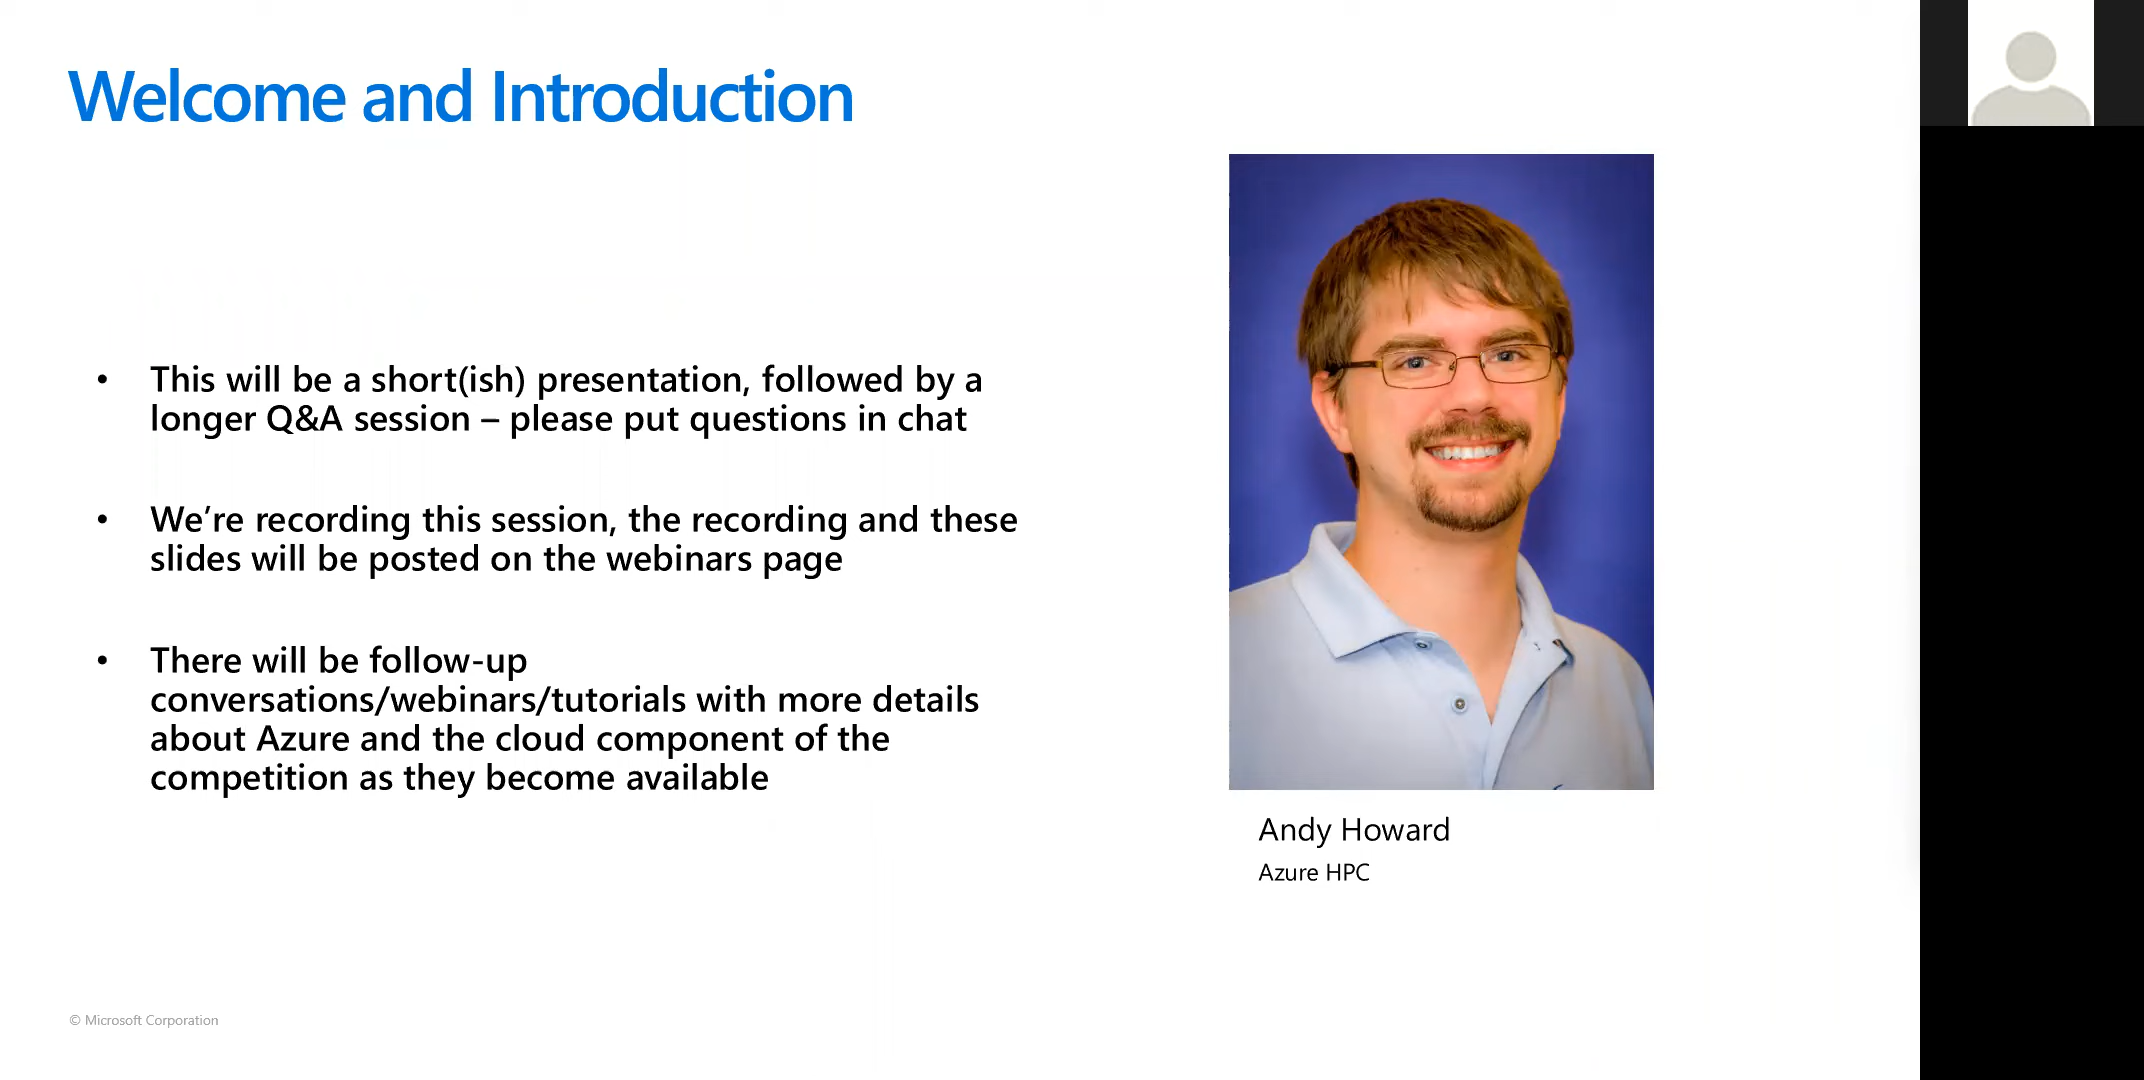 Welcome and Introduction
• This will be a short(ish) presentation, followed by a
longer Q&A session – please put questions in chat
• We’re recording this session, the recording and these
slides will be posted on the webinars page
• There will be follow-up
conversations/webinars/tutorials with more details
about Azure and the cloud component of the
competition as they become available
Andy Howard
Azure HPC
© Microsoft Corporation